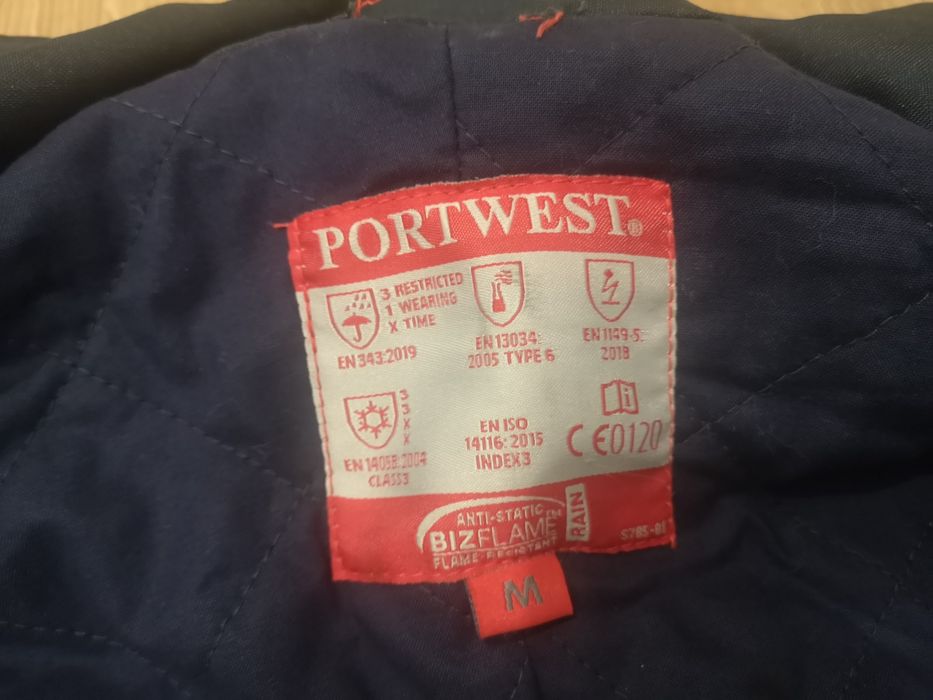 PORTWEST®
3 RESTRICTED
1 WEARING
X TIME
EN 343:2019
EN 13034:
2005 TYPE 6
EN 1149-5:
2018
3
3
X
X
EN 14058:2004
CLASS3
EN ISO
14116:2015
INDEX3
i
CE0120
ANTI-STATIC
BIZFLAME™
RAIN
FLAME-RESISTANT
M